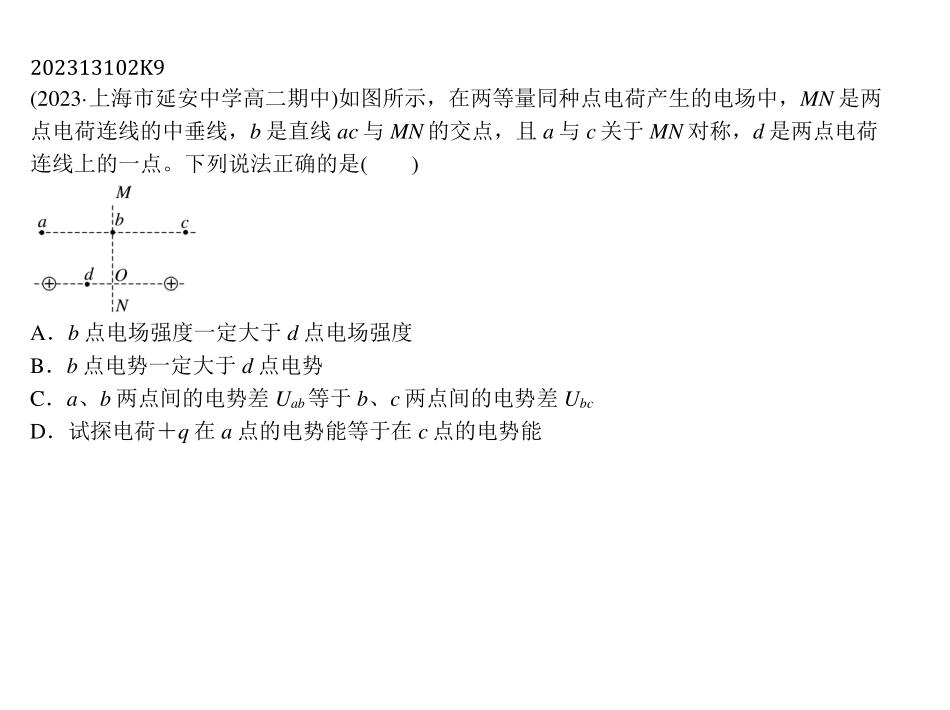 202313102K9
(2023·上海市延安中学高二期中)如图所示，在两等量同种点电荷产生的电场中，MN 是两
点电荷连线的中垂线，b 是直线 ac 与 MN 的交点，且 a 与 c 关于 MN 对称，d 是两点电荷
连线上的一点。下列说法正确的是(　　)
M
a b c
d O
N
A．b 点电场强度一定大于 d 点电场强度
B．b 点电势一定大于 d 点电势
C．a、b 两点间的电势差 Uab 等于 b、c 两点间的电势差 Ubc
D．试探电荷＋q 在 a 点的电势能等于在 c 点的电势能